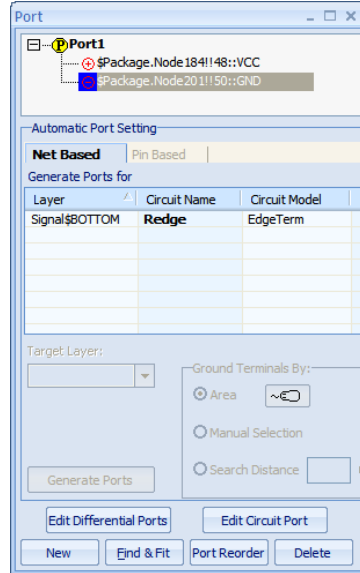 Port
Port1
$Package.Node184!!48::VCC
$Package.Node201!!50::GND
Automatic Port Setting
Net Based Pin Based
Generate Ports for
Layer Circuit Name Circuit Model
Signal$BOTTOM Redge EdgeTerm
Target Layer:
Ground Terminals By:
Area
Manual Selection
Search Distance
Generate Ports
Edit Differential Ports Edit Circuit Port
New Find & Fit Port Reorder Delete